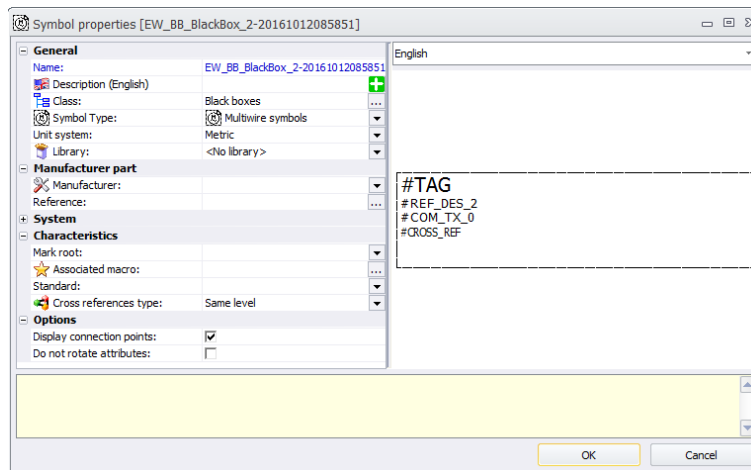 Symbol properties [EW_BB_BlackBox_2-20161012085851]
General
Name: EW_BB_BlackBox_2-20161012085851
Description (English)
Class: Black boxes
Symbol Type: Multiwire symbols
Unit system: Metric
Library: <No library>
Manufacturer part
Manufacturer:
Reference:
System
Characteristics
Mark root:
Associated macro:
Standard:
Cross references type: Same level
Options
Display connection points:
Do not rotate attributes:
English
#TAG
#REF_DES_2
#COM_TX_0
#CROSS_REF
OK Cancel